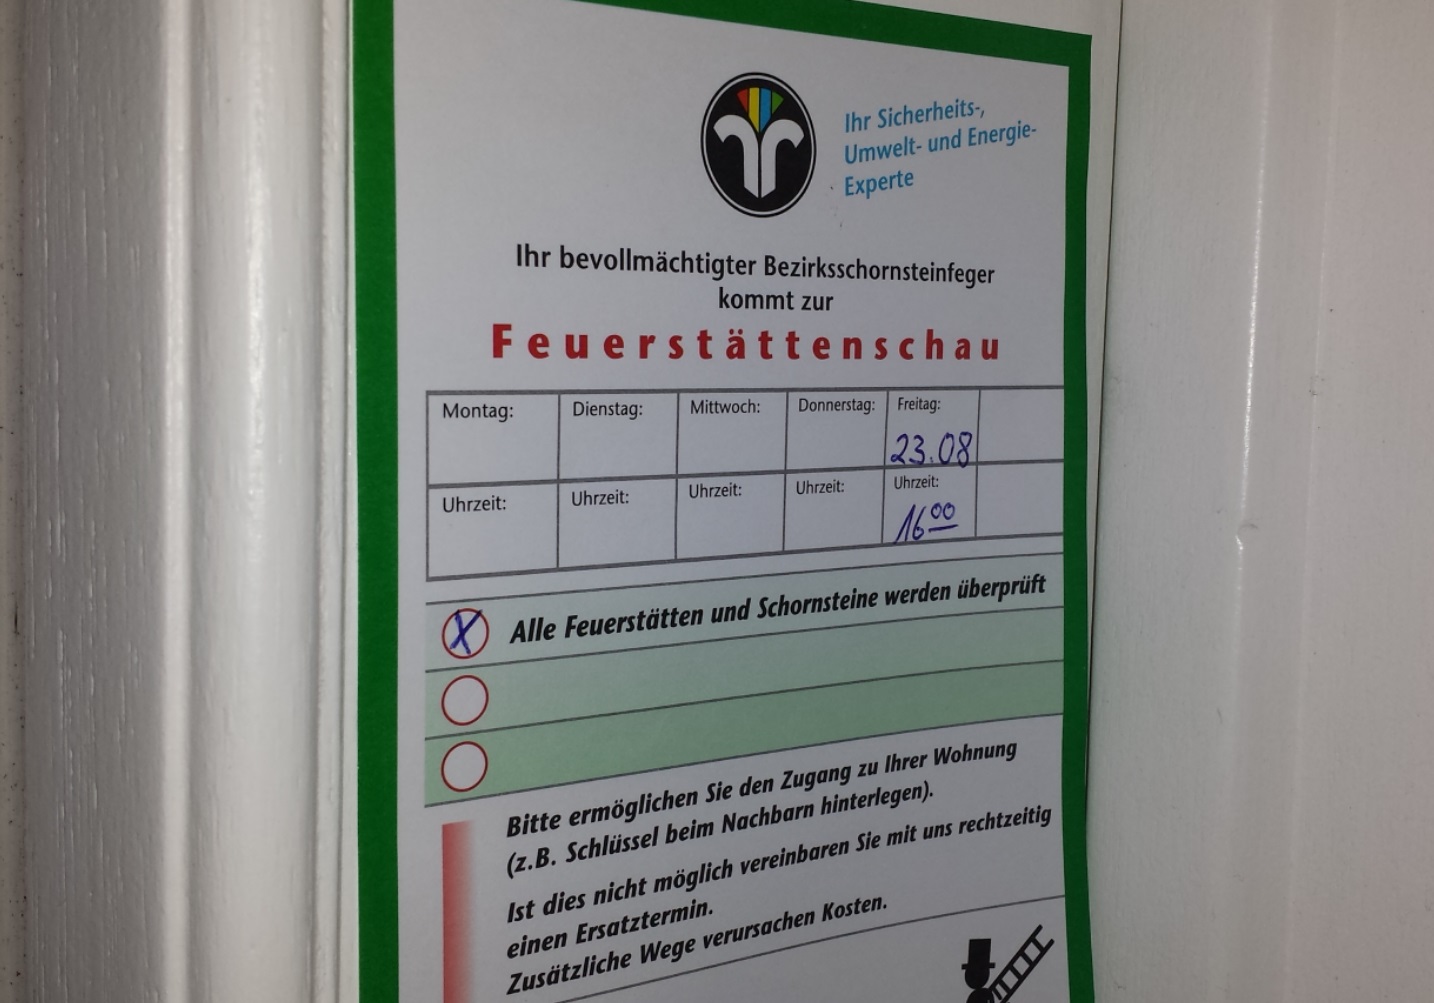 Ihr Sicherheits-,
Umwelt- und Energie-
Experte
Ihr bevollmächtigter Bezirksschornsteinfeger
kommt zur
Feuerstättenschau
Montag: Dienstag: Mittwoch: Donnerstag: Freitag:
23.08
Uhrzeit: Uhrzeit: Uhrzeit: Uhrzeit: Uhrzeit:
16 00
X Alle Feuerstätten und Schornsteine werden überprüft
Bitte ermöglichen Sie den Zugang zu Ihrer Wohnung
(z.B. Schlüssel beim Nachbarn hinterlegen).
Ist dies nicht möglich vereinbaren Sie mit uns rechtzeitig
einen Ersatztermin.
Zusätzliche Wege verursachen Kosten.